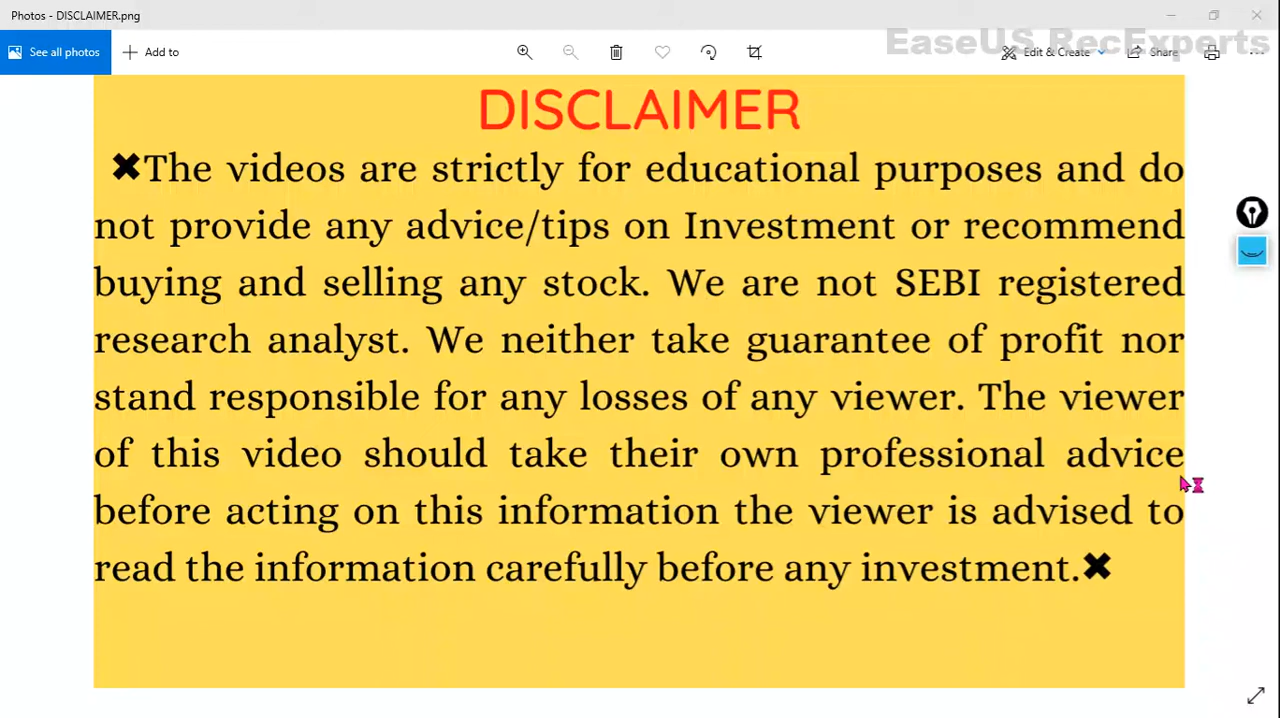 Photos - DISCLAIMER.png
EaseUS RecExperts
See all photos
Add to
Edit & Create
Share
DISCLAIMER
✖The videos are strictly for educational purposes and do
not provide any advice/tips on Investment or recommend
buying and selling any stock. We are not SEBI registered
research analyst. We neither take guarantee of profit nor
stand responsible for any losses of any viewer. The viewer
of this video should take their own professional advice
before acting on this information the viewer is advised to
read the information carefully before any investment.✖